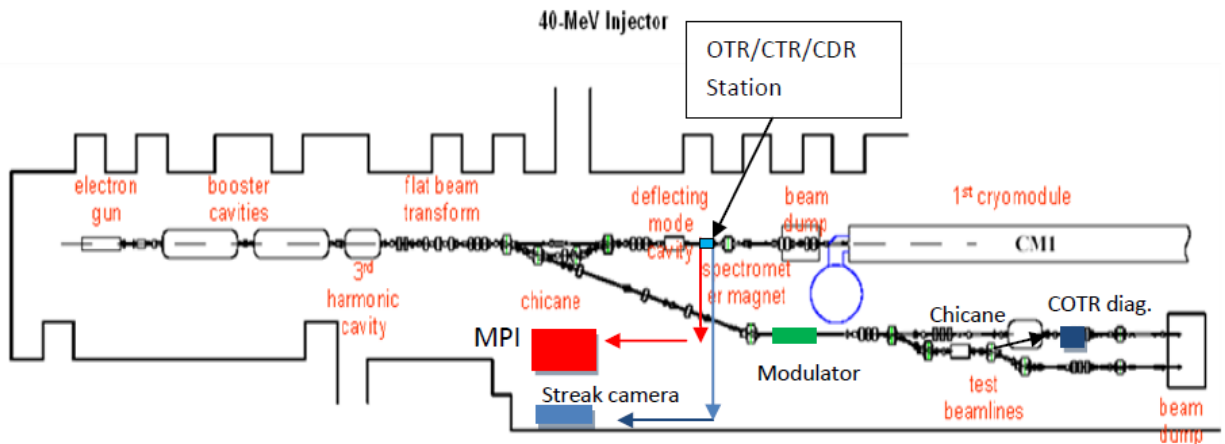 40-MeV Injector
OTR/CTR/CDR
Station
electron
gun
booster
cavities
flat beam
transform
deflecting
mode
cavity
beam
dump
1st cryomodule
CM1
3rd
harmonic
cavity
chicane
spectromet
er magnet
MPI
Streak camera
Modulator
Chicane
COTR diag.
test
beamlines
beam
dump